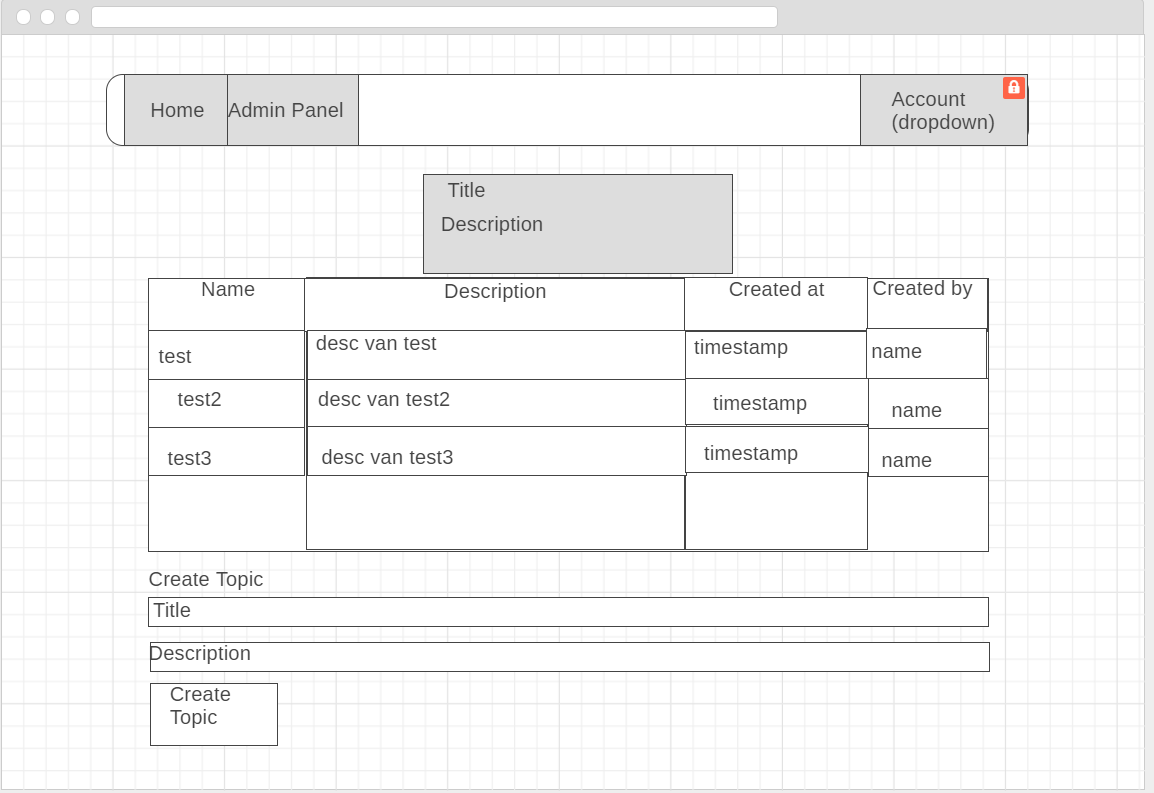 Home
Admin Panel
Account
(dropdown)
Title
Description
Name
Description
Created at
Created by
test
desc van test
timestamp
name
test2
desc van test2
timestamp
name
test3
desc van test3
timestamp
name
Create Topic
Title
Description
Create
Topic